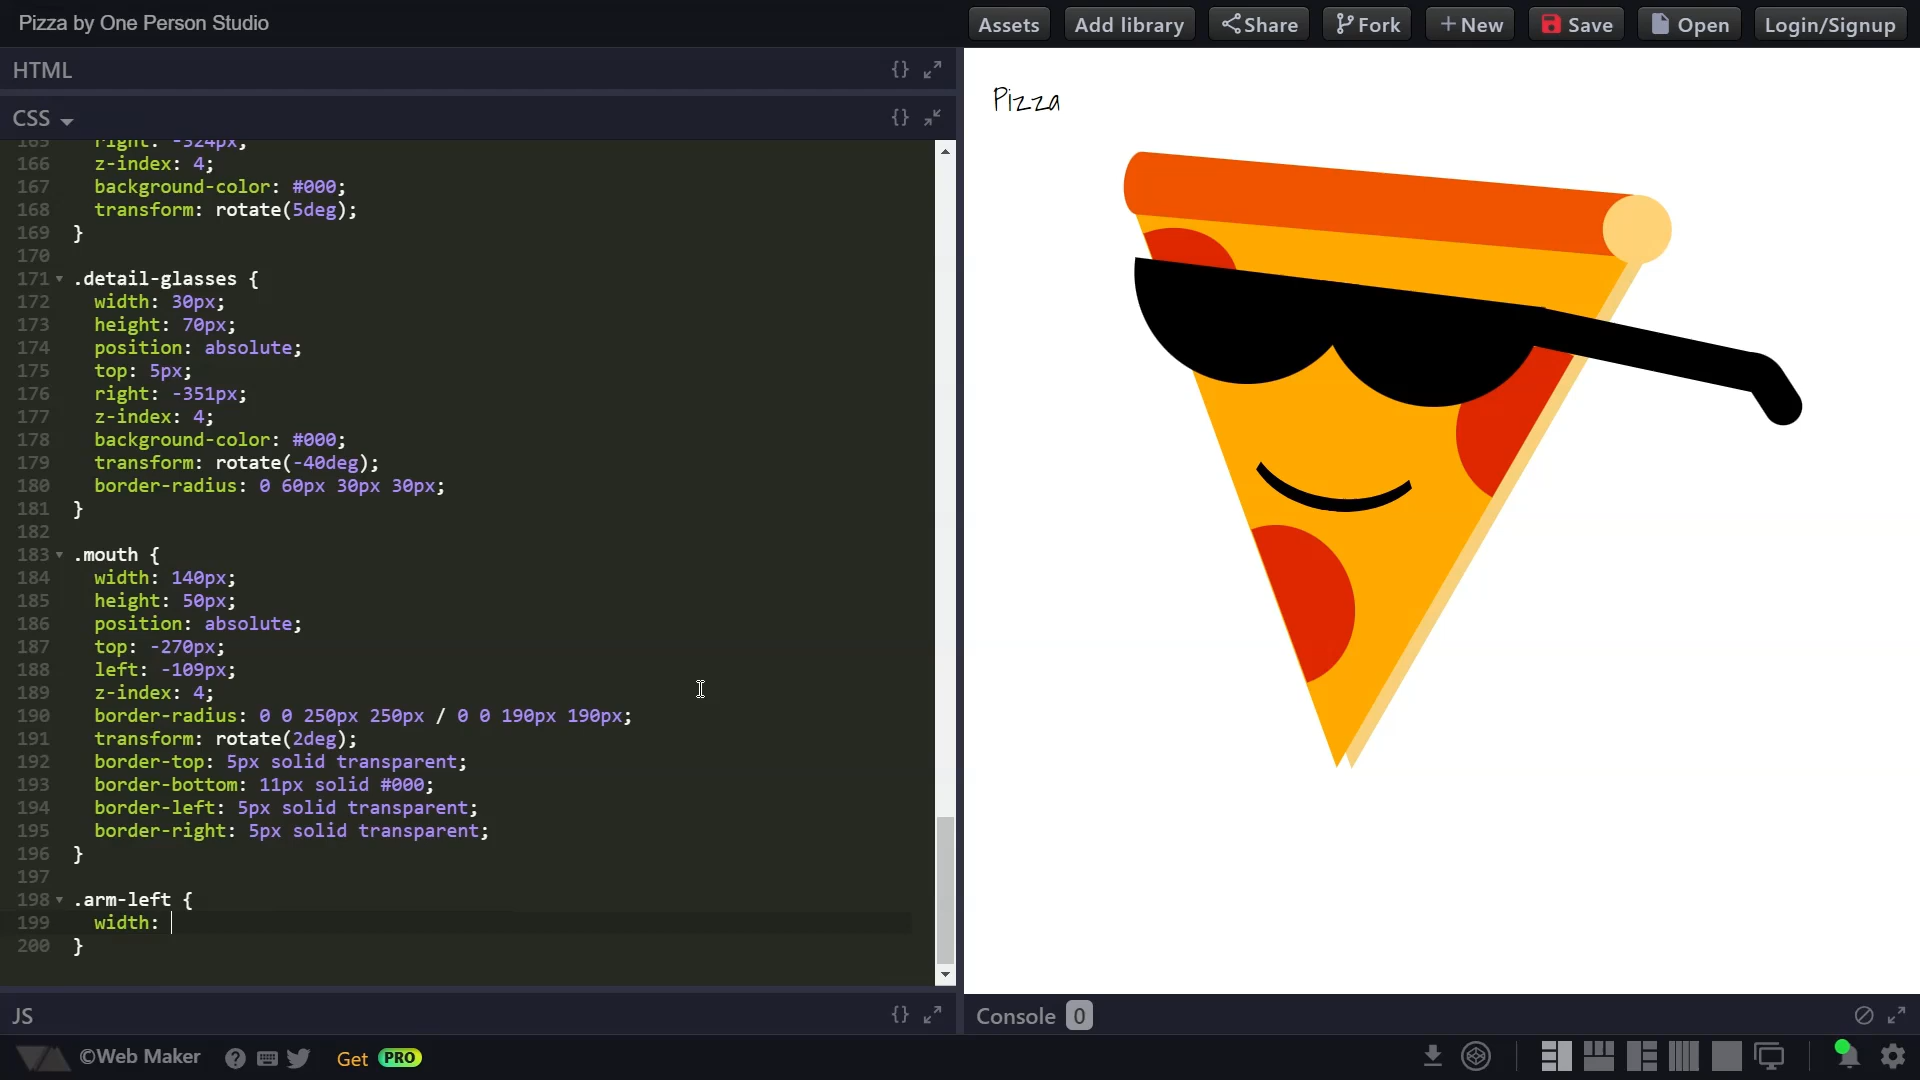 Pizza by One Person Studio
Assets
Add library
Share
Fork
+ New
Save
Open
Login/Signup
HTML
{}
CSS
{}
165 right: -324px;
166 z-index: 4;
167 background-color: #000;
168 transform: rotate(5deg);
169 }
170
171 .detail-glasses {
172 width: 30px;
173 height: 70px;
174 position: absolute;
175 top: 5px;
176 right: -351px;
177 z-index: 4;
178 background-color: #000;
179 transform: rotate(-40deg);
180 border-radius: 0 60px 30px 30px;
181 }
182
183 .mouth {
184 width: 140px;
185 height: 50px;
186 position: absolute;
187 top: -270px;
188 left: -109px;
189 z-index: 4;
190 border-radius: 0 0 250px 250px / 0 0 190px 190px;
191 transform: rotate(2deg);
192 border-top: 5px solid transparent;
193 border-bottom: 11px solid #000;
194 border-left: 5px solid transparent;
195 border-right: 5px solid transparent;
196 }
197
198 .arm-left {
199 width:
200 }
Pizza
JS
{}
Console 0
©Web Maker
?
Get PRO